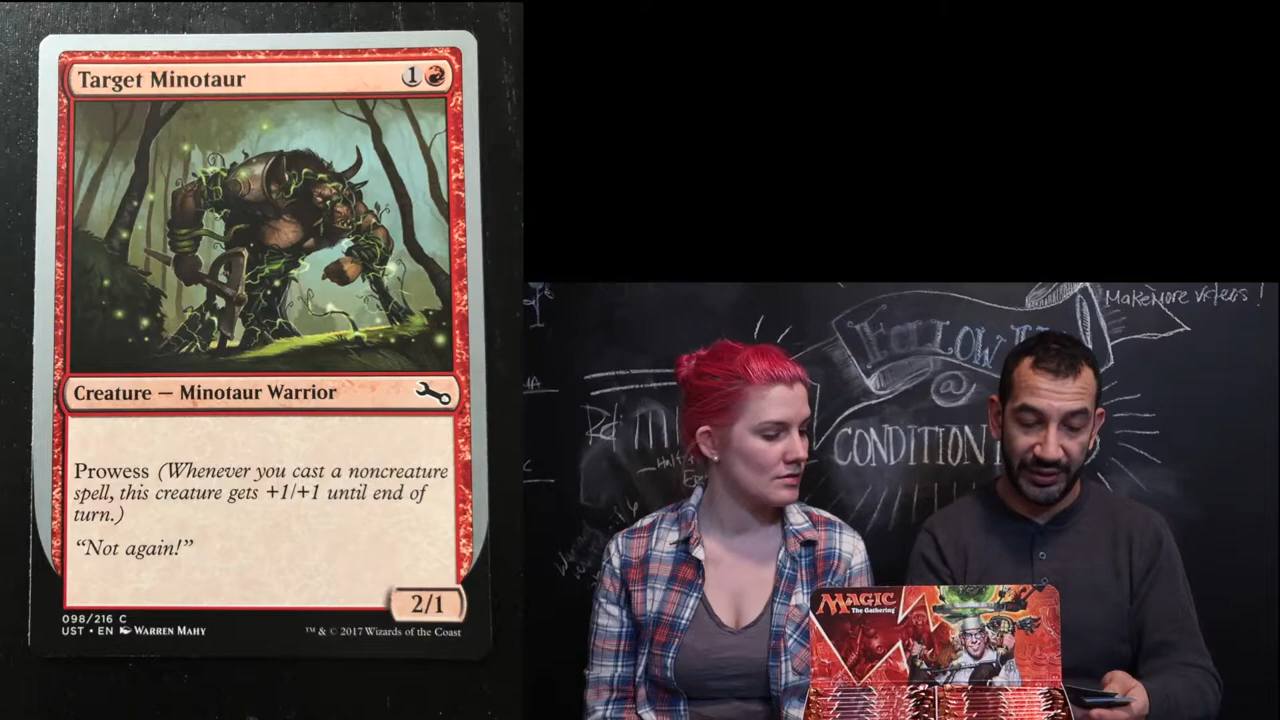 Target Minotaur
1
Creature — Minotaur Warrior
Prowess (Whenever you cast a noncreature
spell, this creature gets +1/+1 until end of
turn.)
“Not again!”
2/1
098/216 C
UST • EN WARREN MAHY
™ & © 2017 Wizards of the Coast
Make More videos !
FOLLOW
@
CONDITION
MAGIC
The Gathering